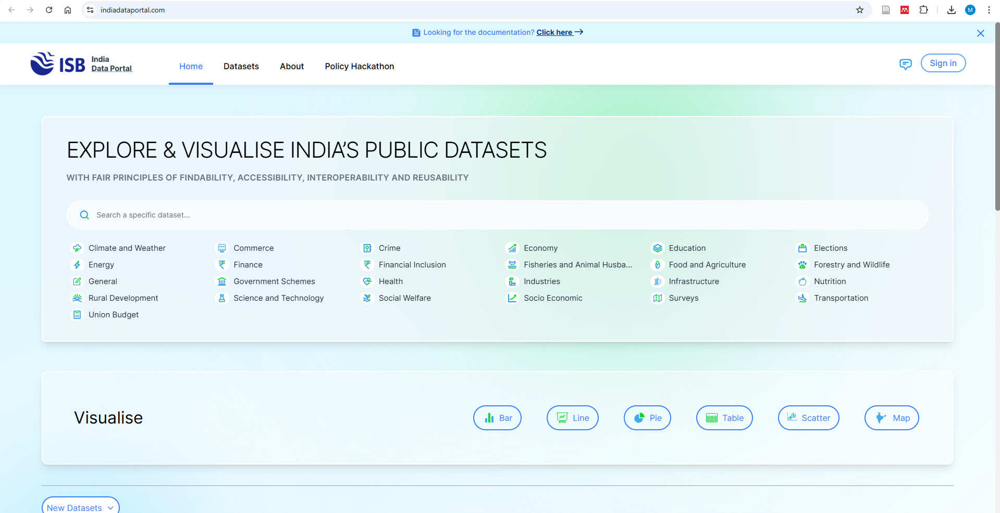 indiadataportal.com
M
Looking for the documentation? Click here
ISB India Data Portal
Home Datasets About Policy Hackathon
Sign in
EXPLORE & VISUALISE INDIA'S PUBLIC DATASETS
WITH FAIR PRINCIPLES OF FINDABILITY, ACCESSIBILITY, INTEROPERABILITY AND REUSABILITY
Search a specific dataset...
Climate and Weather Commerce Crime Economy Education Elections
Energy Finance Financial Inclusion Fisheries and Animal Husba... Food and Agriculture Forestry and Wildlife
General Government Schemes Health Industries Infrastructure Nutrition
Rural Development Science and Technology Social Welfare Socio Economic Surveys Transportation
Union Budget
Visualise Bar Line Pie Table Scatter Map
New Datasets